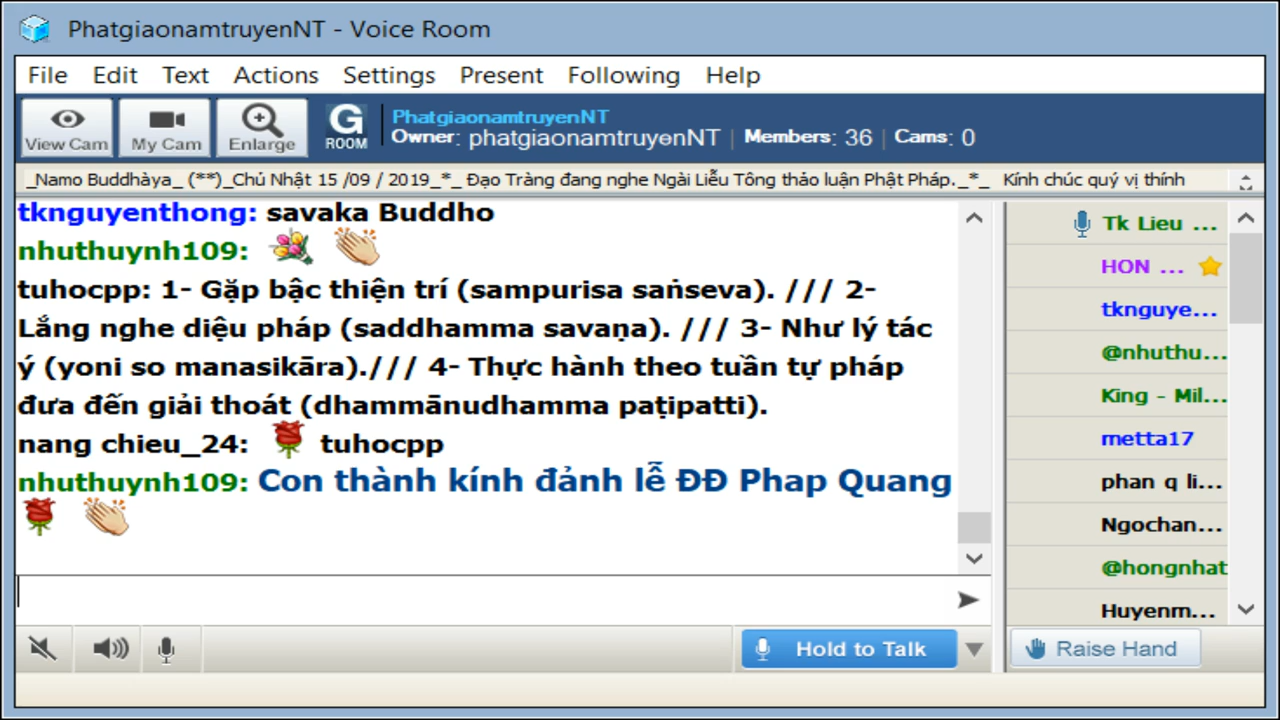 PhatgiaonamtruyenNT - Voice Room
File Edit Text Actions Settings Present Following Help
View Cam My Cam Enlarge G ROOM
PhatgiaonamtruyenNT
Owner: phatgiaonamtruyenNT | Members: 36 | Cams: 0
_Namo Buddhàya_ (**)_Chủ Nhật 15 /09 / 2019_*_ Đạo Tràng đang nghe Ngài Liễu Tông thảo luận Phật Pháp._*_ Kính chúc quý vị thính
tknguyenthong: savaka Buddho
nhuthuynh109:
tuhocpp: 1- Gặp bậc thiện trí (sampurisa saṅseva). /// 2-
Lắng nghe diệu pháp (saddhamma savaṇa). /// 3- Như lý tác
ý (yoni so manasikāra)./// 4- Thực hành theo tuần tự pháp
đưa đến giải thoát (dhammānudhamma paṭipatti).
nang chieu_24: tuhocpp
nhuthuynh109: Con thành kính đảnh lễ ĐĐ Phap Quang
Tk Lieu ...
HON ...
tknguye...
@nhuthu...
King - Mil...
metta17
phan q li...
Ngochan...
@hongnhat
Huyenm...
Hold to Talk
Raise Hand